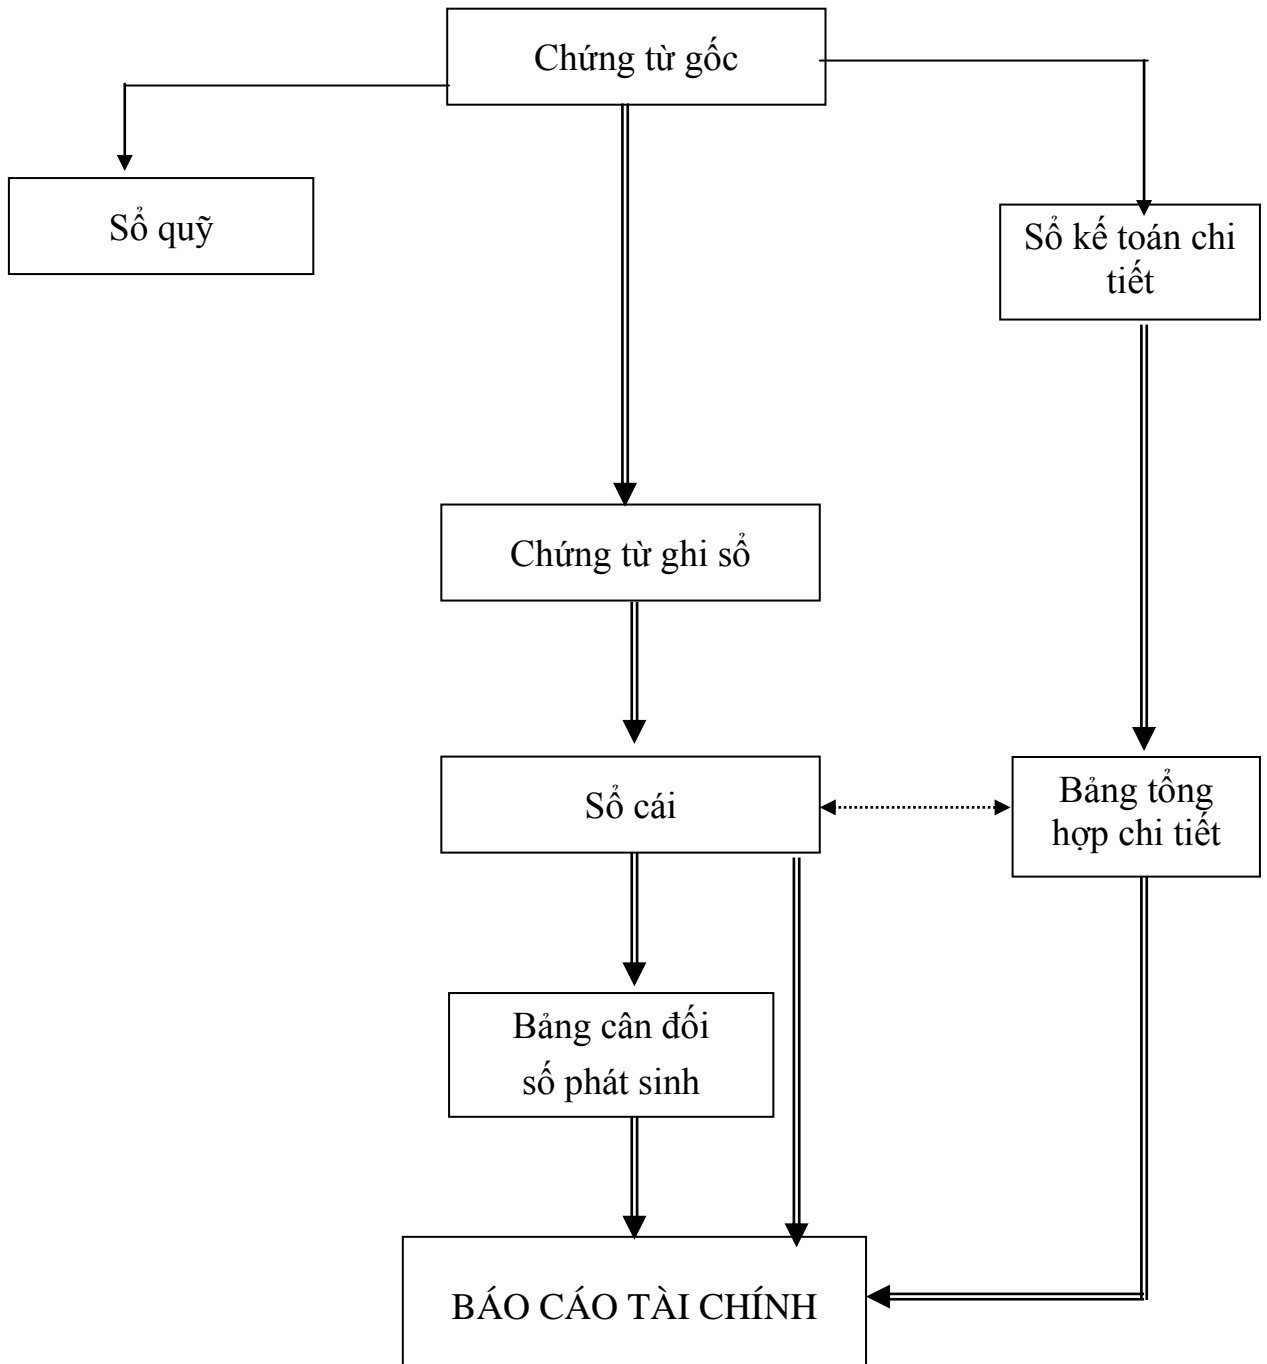 Chứng từ gốc
Sổ quỹ
Sổ kế toán chi
tiết
Chứng từ ghi sổ
Sổ cái
Bảng tổng
hợp chi tiết
Bảng cân đối
số phát sinh
BÁO CÁO TÀI CHÍNH